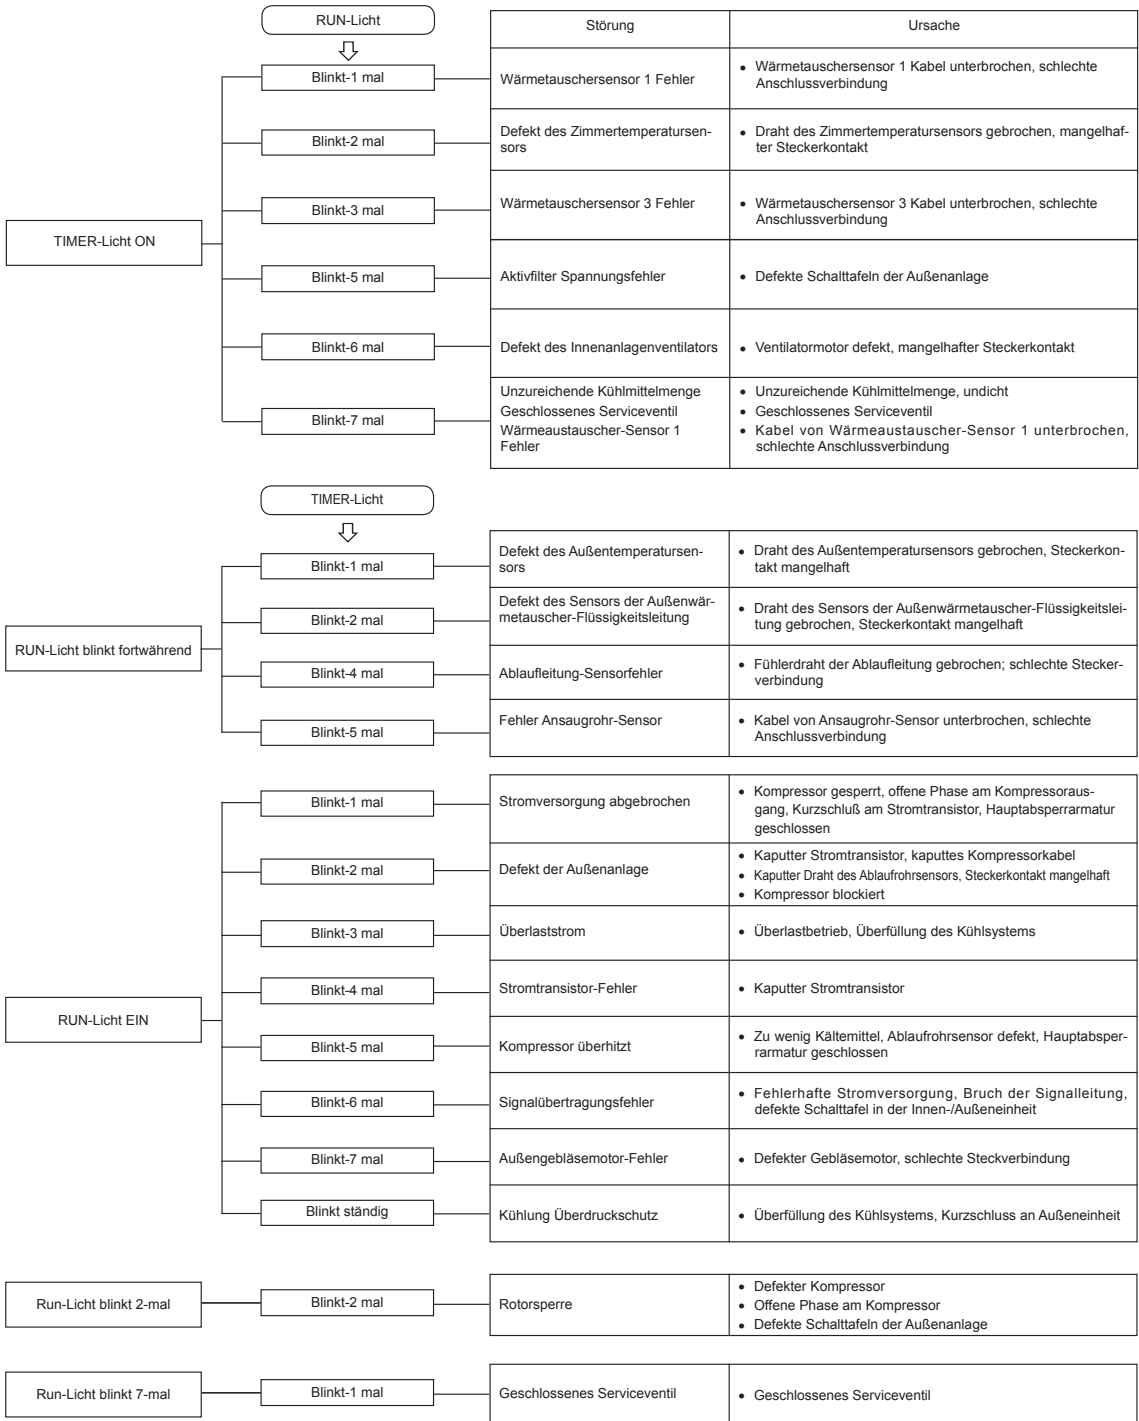 RUN-Licht
Störung
Ursache
TIMER-Licht ON
Blinkt-1 mal
Wärmetauschersensor 1 Fehler
• Wärmetauschersensor 1 Kabel unterbrochen, schlechte
Anschlussverbindung
Blinkt-2 mal
Defekt des Zimmertemperatursen-
sors
• Draht des Zimmertemperatursensors gebrochen, mangelhaf-
ter Steckerkontakt
Blinkt-3 mal
Wärmetauschersensor 3 Fehler
• Wärmetauschersensor 3 Kabel unterbrochen, schlechte
Anschlussverbindung
Blinkt-5 mal
Aktivfilter Spannungsfehler
• Defekte Schalttafeln der Außenanlage
Blinkt-6 mal
Defekt des Innenanlagenventilators
• Ventilatormotor defekt, mangelhafter Steckerkontakt
Blinkt-7 mal
Unzureichende Kühlmittelmenge
Geschlossenes Serviceventil
Wärmeaustauscher-Sensor 1
Fehler
• Unzureichende Kühlmittelmenge, undicht
• Geschlossenes Serviceventil
• Kabel von Wärmeaustauscher-Sensor 1 unterbrochen,
schlechte Anschlussverbindung
TIMER-Licht
RUN-Licht blinkt fortwährend
Blinkt-1 mal
Defekt des Außentemperatursen-
sors
• Draht des Außentemperatursensors gebrochen, Steckerkon-
takt mangelhaft
Blinkt-2 mal
Defekt des Sensors der Außenwär-
metauscher-Flüssigkeitsleitung
• Draht des Sensors der Außenwärmetauscher-Flüssigkeitslei-
tung gebrochen, Steckerkontakt mangelhaft
Blinkt-4 mal
Ablaufleitung-Sensorfehler
• Fühlerdraht der Ablaufleitung gebrochen; schlechte Stecker-
verbindung
Blinkt-5 mal
Fehler Ansaugrohr-Sensor
• Kabel von Ansaugrohr-Sensor unterbrochen, schlechte
Anschlussverbindung
RUN-Licht EIN
Blinkt-1 mal
Stromversorgung abgebrochen
• Kompressor gesperrt, offene Phase am Kompressoraus-
gang, Kurzschluß am Stromtransistor, Hauptabsperrarmatur
geschlossen
Blinkt-2 mal
Defekt der Außenanlage
• Kaputter Stromtransistor, kaputtes Kompressorkabel
• Kaputter Draht des Ablaufrohrsensors, Steckerkontakt mangelhaft
• Kompressor blockiert
Blinkt-3 mal
Überlaststrom
• Überlastbetrieb, Überfüllung des Kühlsystems
Blinkt-4 mal
Stromtransistor-Fehler
• Kaputter Stromtransistor
Blinkt-5 mal
Kompressor überhitzt
• Zu wenig Kältemittel, Ablaufrohrsensor defekt, Hauptabsper-
rarmatur geschlossen
Blinkt-6 mal
Signalübertragungsfehler
• Fehlerhafte Stromversorgung, Bruch der Signalleitung,
defekte Schalttafel in der Innen-/Außeneinheit
Blinkt-7 mal
Außengebläsemotor-Fehler
• Defekter Gebläsemotor, schlechte Steckverbindung
Blinkt ständig
Kühlung Überdruckschutz
• Überfüllung des Kühlsystems, Kurzschluss an Außeneinheit
Run-Licht blinkt 2-mal
Blinkt-2 mal
Rotorsperre
• Defekter Kompressor
• Offene Phase am Kompressor
• Defekte Schalttafeln der Außenanlage
Run-Licht blinkt 7-mal
Blinkt-1 mal
Geschlossenes Serviceventil
• Geschlossenes Serviceventil